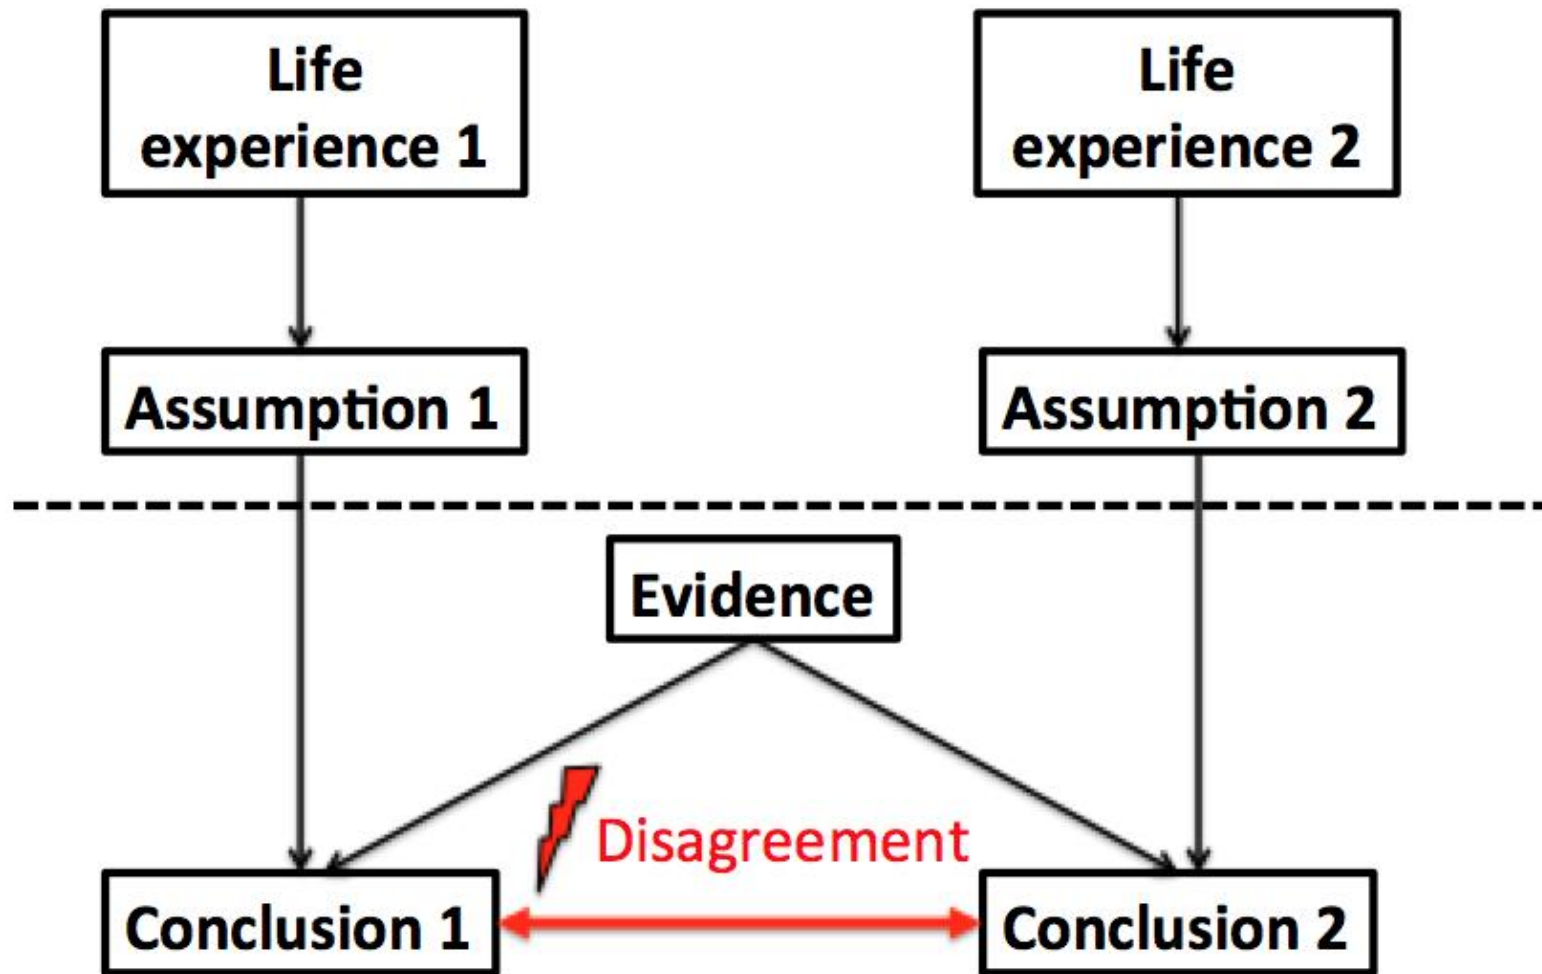 Life
experience 1
Life
experience 2
Assumption 1
Assumption 2
Evidence
Disagreement
Conclusion 1
Conclusion 2